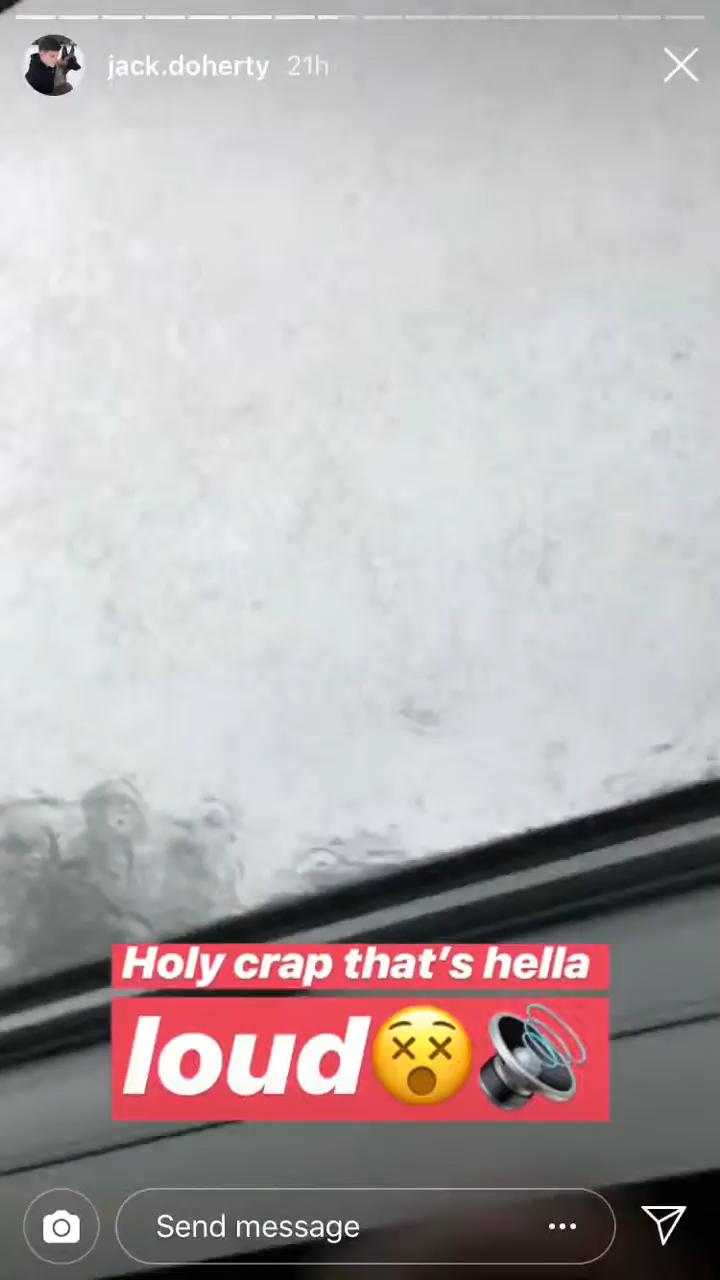 jack.doherty 21h
Holy crap that's hella
loud😵🔊
Send message